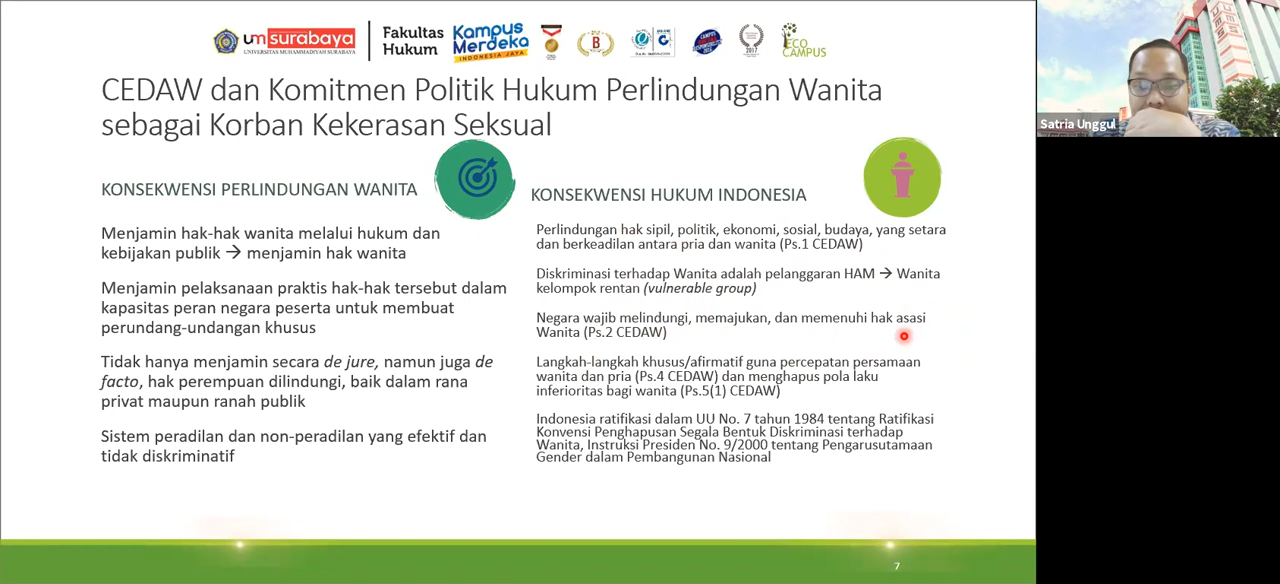 um surabaya
UNIVERSITAS MUHAMMADIYAH SURABAYA
Fakultas
Hukum
Kampus
Merdeka
INDONESIA JAYA
B
2017
ECO
CAMPUS
CEDAW dan Komitmen Politik Hukum Perlindungan Wanita
sebagai Korban Kekerasan Seksual
KONSEKWENSI PERLINDUNGAN WANITA
Menjamin hak-hak wanita melalui hukum dan
kebijakan publik → menjamin hak wanita
Menjamin pelaksanaan praktis hak-hak tersebut dalam
kapasitas peran negara peserta untuk membuat
perundang-undangan khusus
Tidak hanya menjamin secara de jure, namun juga de
facto, hak perempuan dilindungi, baik dalam rana
privat maupun ranah publik
Sistem peradilan dan non-peradilan yang efektif dan
tidak diskriminatif
KONSEKWENSI HUKUM INDONESIA
Perlindungan hak sipil, politik, ekonomi, sosial, budaya, yang setara
dan berkeadilan antara pria dan wanita (Ps.1 CEDAW)
Diskriminasi terhadap Wanita adalah pelanggaran HAM → Wanita
kelompok rentan (vulnerable group)
Negara wajib melindungi, memajukan, dan memenuhi hak asasi
Wanita (Ps.2 CEDAW)
Langkah-langkah khusus/afirmatif guna percepatan persamaan
wanita dan pria (Ps.4 CEDAW) dan menghapus pola laku
inferioritas bagi wanita (Ps.5(1) CEDAW)
Indonesia ratifikasi dalam UU No. 7 tahun 1984 tentang Ratifikasi
Konvensi Penghapusan Segala Bentuk Diskriminasi terhadap
Wanita, Instruksi Presiden No. 9/2000 tentang Pengarusutamaan
Gender dalam Pembangunan Nasional
7
Satria Unggul